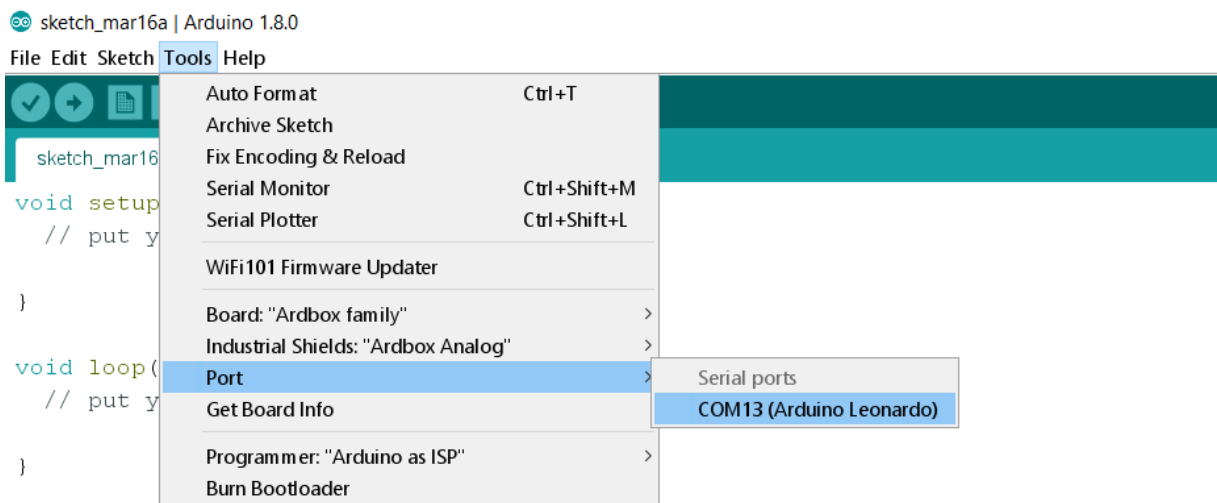 sketch_mar16a | Arduino 1.8.0
File Edit Sketch Tools Help
Auto Format Ctrl+T
Archive Sketch
sketch_mar16
Fix Encoding & Reload
Serial Monitor Ctrl+Shift+M
void setup
Serial Plotter Ctrl+Shift+L
// put y
WiFi101 Firmware Updater
}
Board: "Ardbox family"
Industrial Shields: "Ardbox Analog"
void loop(
Port
Serial ports
// put y
Get Board Info
COM13 (Arduino Leonardo)
Programmer: "Arduino as ISP"
}
Burn Bootloader